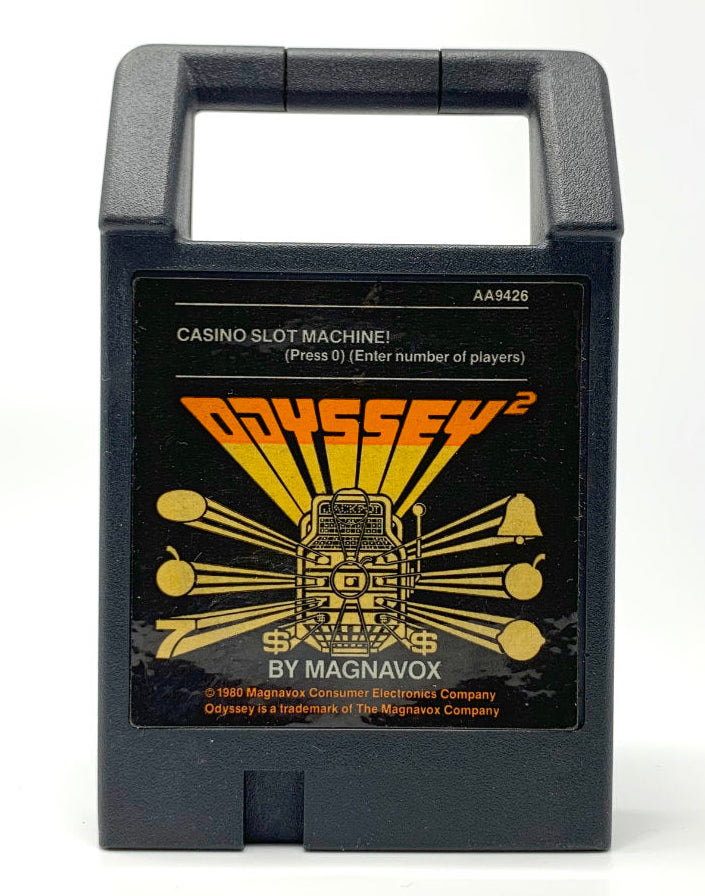 AA9426
CASINO SLOT MACHINE!
(Press 0) (Enter number of players)
ODYSSEY²
JACKPOT
7
$ $
BY MAGNAVOX
© 1980 Magnavox Consumer Electronics Company
Odyssey is a trademark of The Magnavox Company